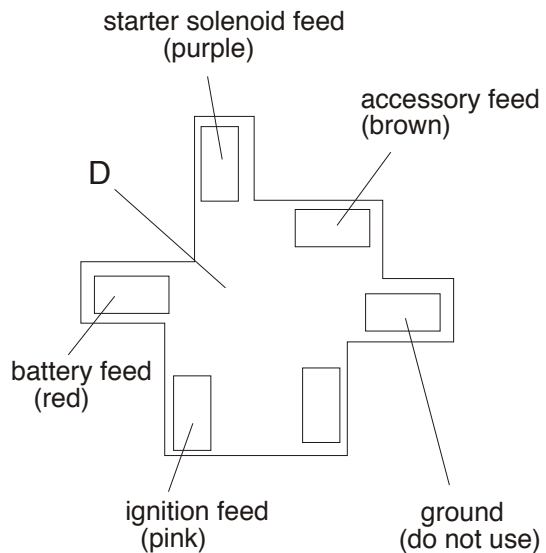 starter solenoid feed
(purple)
accessory feed
(brown)
D
battery feed
(red)
ignition feed
(pink)
ground
(do not use)